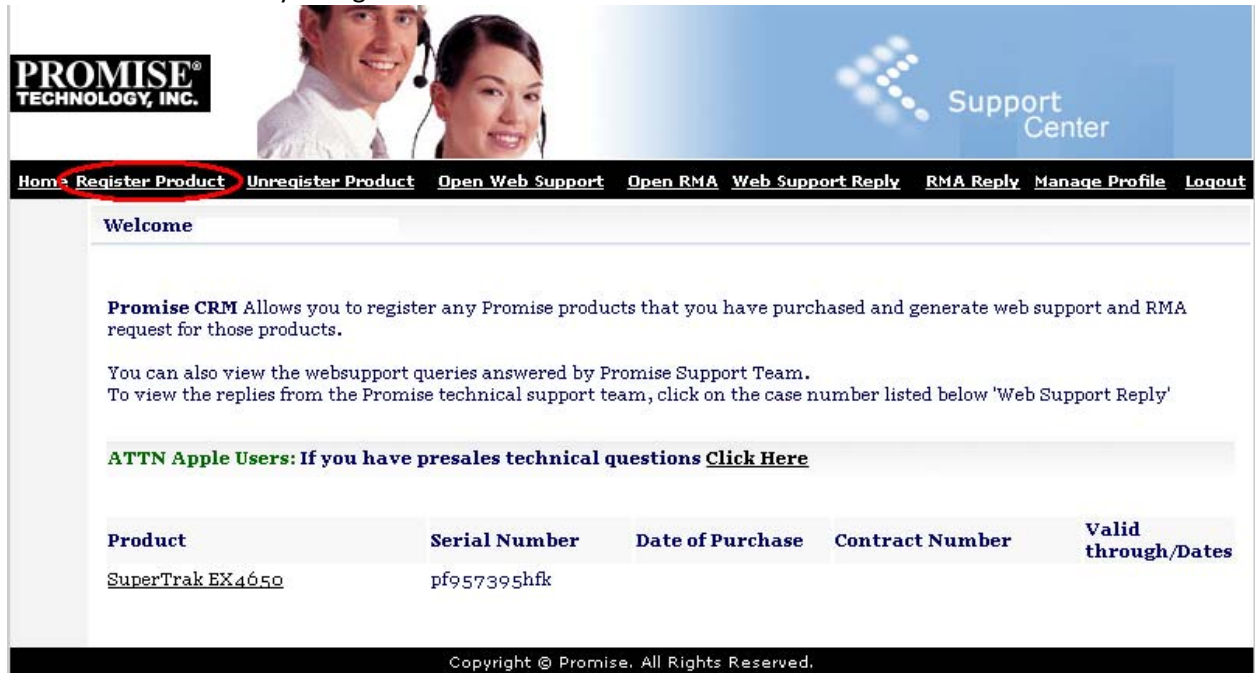 PROMISE®
TECHNOLOGY, INC.
Support
Center
Home Register Product Unregister Product Open Web Support Open RMA Web Support Reply RMA Reply Manage Profile Logout
Welcome
Promise CRM Allows you to register any Promise products that you have purchased and generate web support and RMA
request for those products.
You can also view the websupport queries answered by Promise Support Team.
To view the replies from the Promise technical support team, click on the case number listed below 'Web Support Reply'
ATTN Apple Users: If you have presales technical questions Click Here
Product Serial Number Date of Purchase Contract Number Valid
through/Dates
SuperTrak EX4650 pf957395hfk
Copyright © Promise. All Rights Reserved.